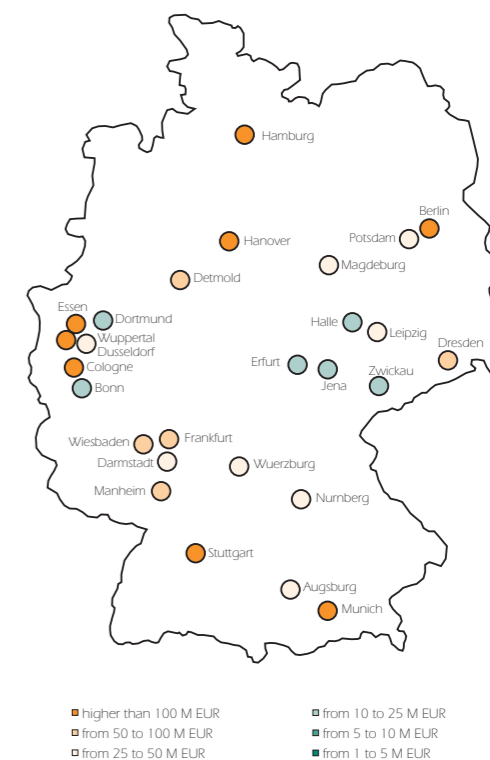 Hamburg
Berlin
Potsdam
Hanover
Magdeburg
Detmold
Essen
Dortmund
Halle
Leipzig
Wuppertal
Dusseldorf
Dresden
Erfurt
Cologne
Zwickau
Jena
Bonn
Wiesbaden
Frankfurt
Darmstadt
Wuerzburg
Manheim
Nurnberg
Stuttgart
Augsburg
Munich
higher than 100 M EUR
from 50 to 100 M EUR
from 25 to 50 M EUR
from 10 to 25 M EUR
from 5 to 10 M EUR
from 1 to 5 M EUR